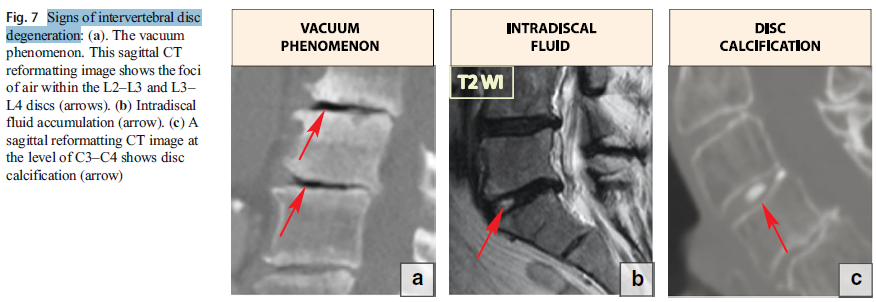 Fig. 7 Signs of intervertebral disc
degeneration: (a). The vacuum
phenomenon. This sagittal CT
reformatting image shows the foci
of air within the L2–L3 and L3–
L4 discs (arrows). (b) Intradiscal
fluid accumulation (arrow). (c) A
sagittal reformatting CT image at
the level of C3–C4 shows disc
calcification (arrow)
VACUUM
PHENOMENON
a
INTRADISCAL
FLUID
T2 WI
b
DISC
CALCIFICATION
c